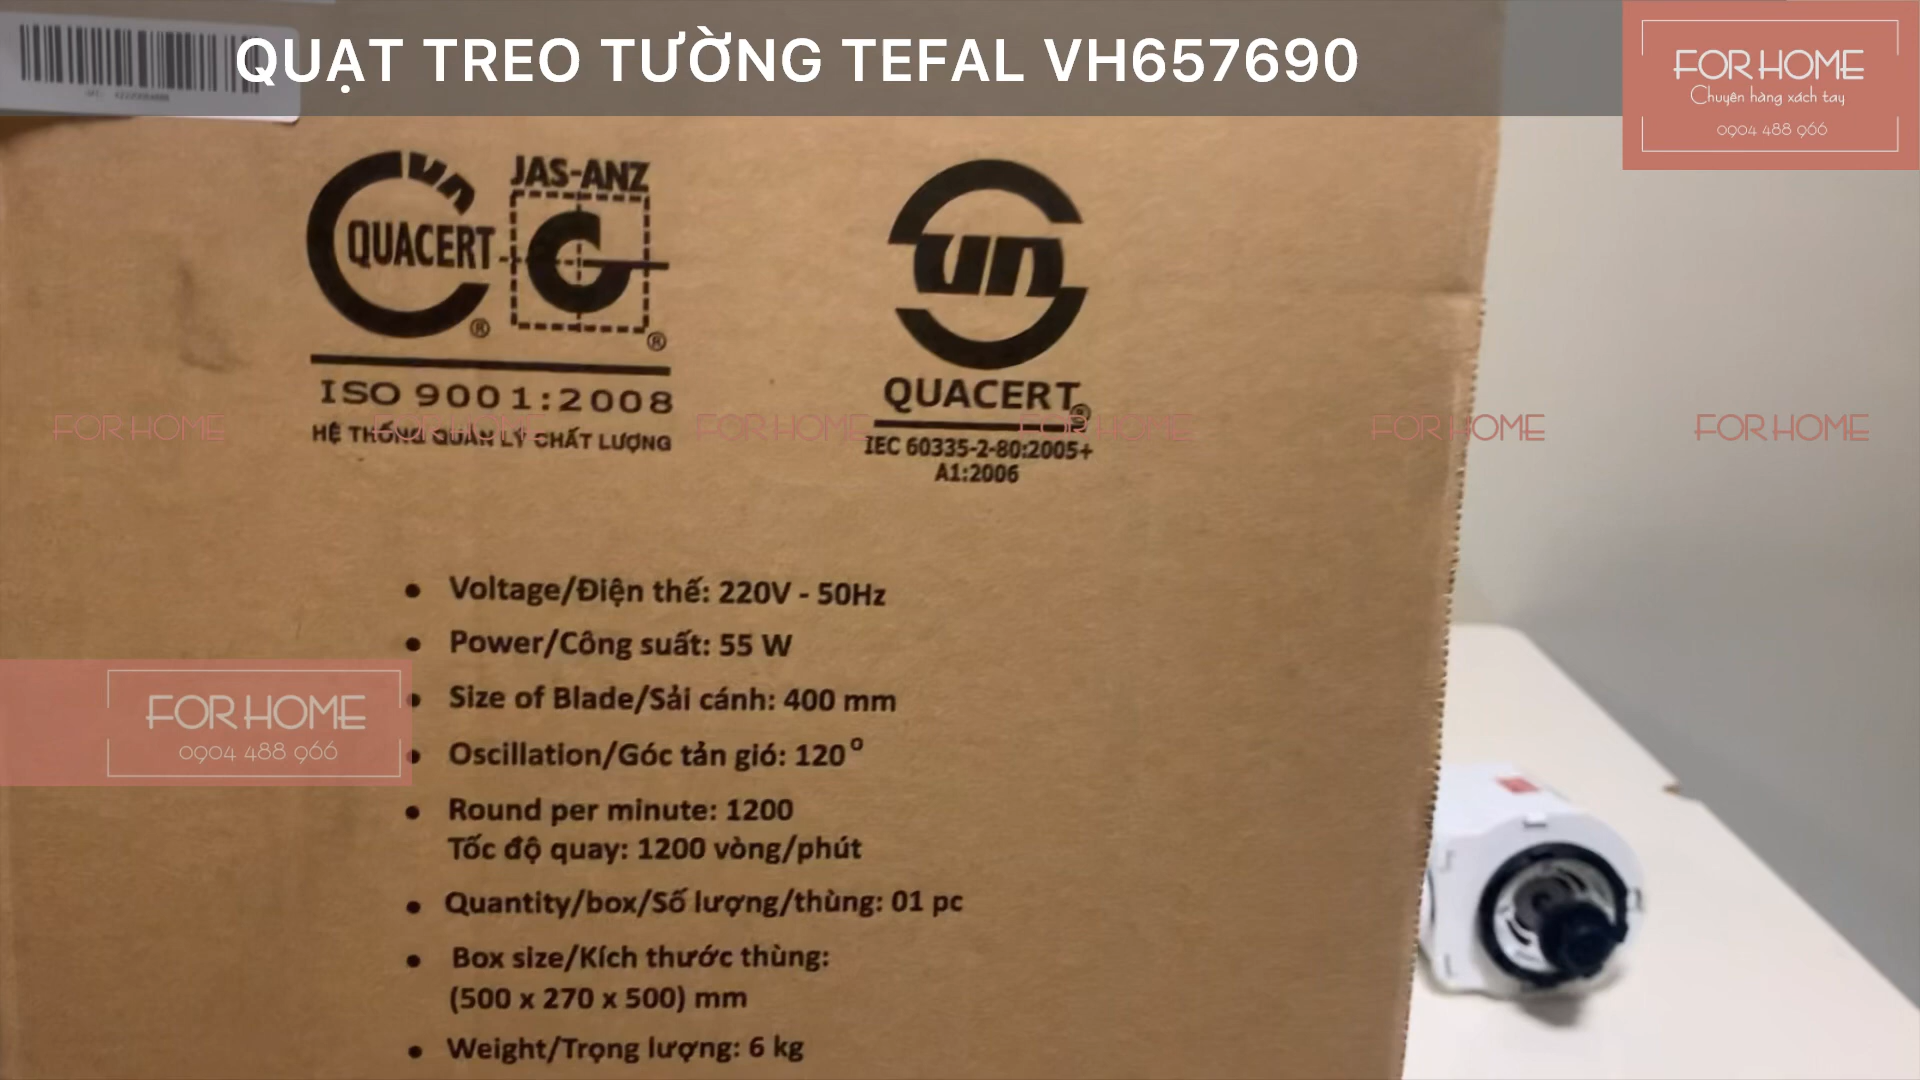 QUẠT TREO TƯỜNG TEFAL VH657690
FOR HOME
Chuyên hàng xách tay
0904 488 966
JAS-ANZ
QUACERT
®
®
ISO 9001:2008
HỆ THỐNG QUẢN LÝ CHẤT LƯỢNG
QUACERT®
IEC 60335-2-80:2005+
A1:2006
FOR HOME
FOR HOME
FOR HOME
FOR HOME
FOR HOME
FOR HOME
• Voltage/Điện thế: 220V - 50Hz
• Power/Công suất: 55 W
• Size of Blade/Sải cánh: 400 mm
• Oscillation/Góc tản gió: 120°
• Round per minute: 1200
Tốc độ quay: 1200 vòng/phút
• Quantity/box/Số lượng/thùng: 01 pc
• Box size/Kích thước thùng:
(500 x 270 x 500) mm
• Weight/Trọng lượng: 6 kg
FOR HOME
0904 488 966